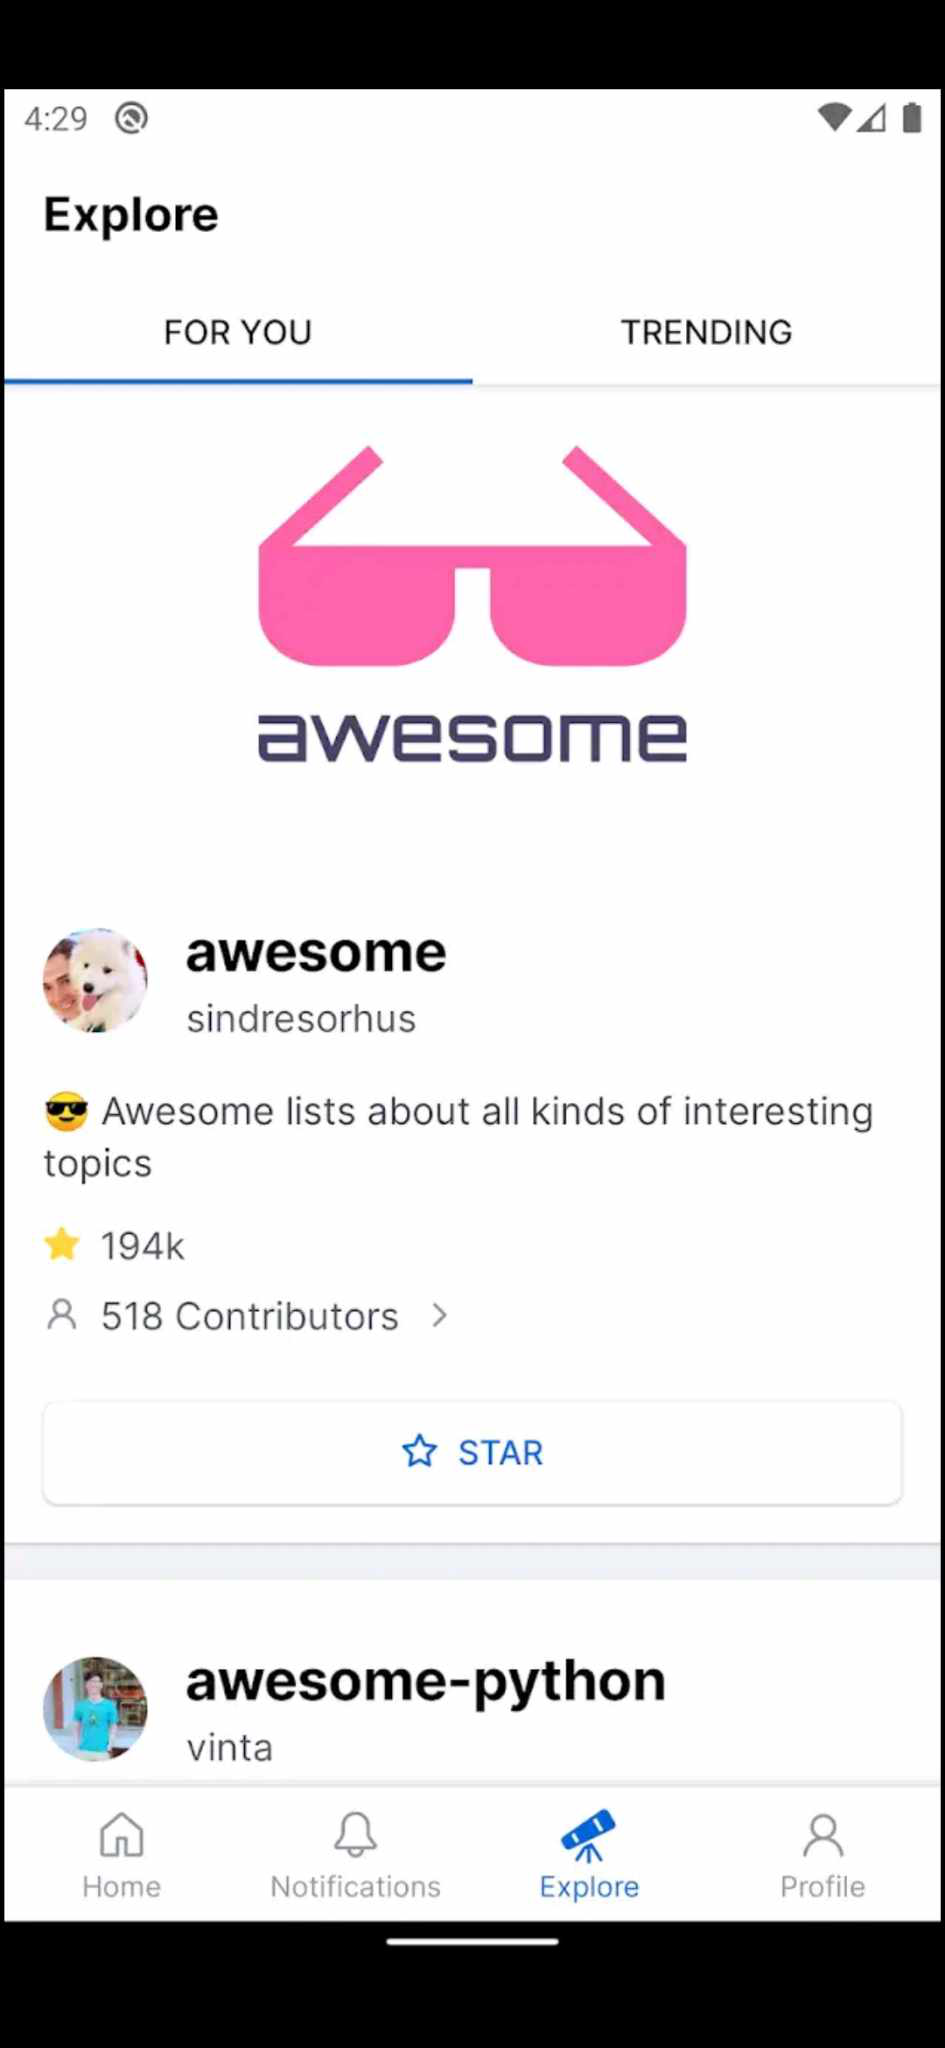 4:29
Explore
FOR YOU
TRENDING
awesome
awesome
sindresorhus
😎 Awesome lists about all kinds of interesting
topics
194k
518 Contributors
STAR
awesome-python
vinta
Home
Notifications
Explore
Profile